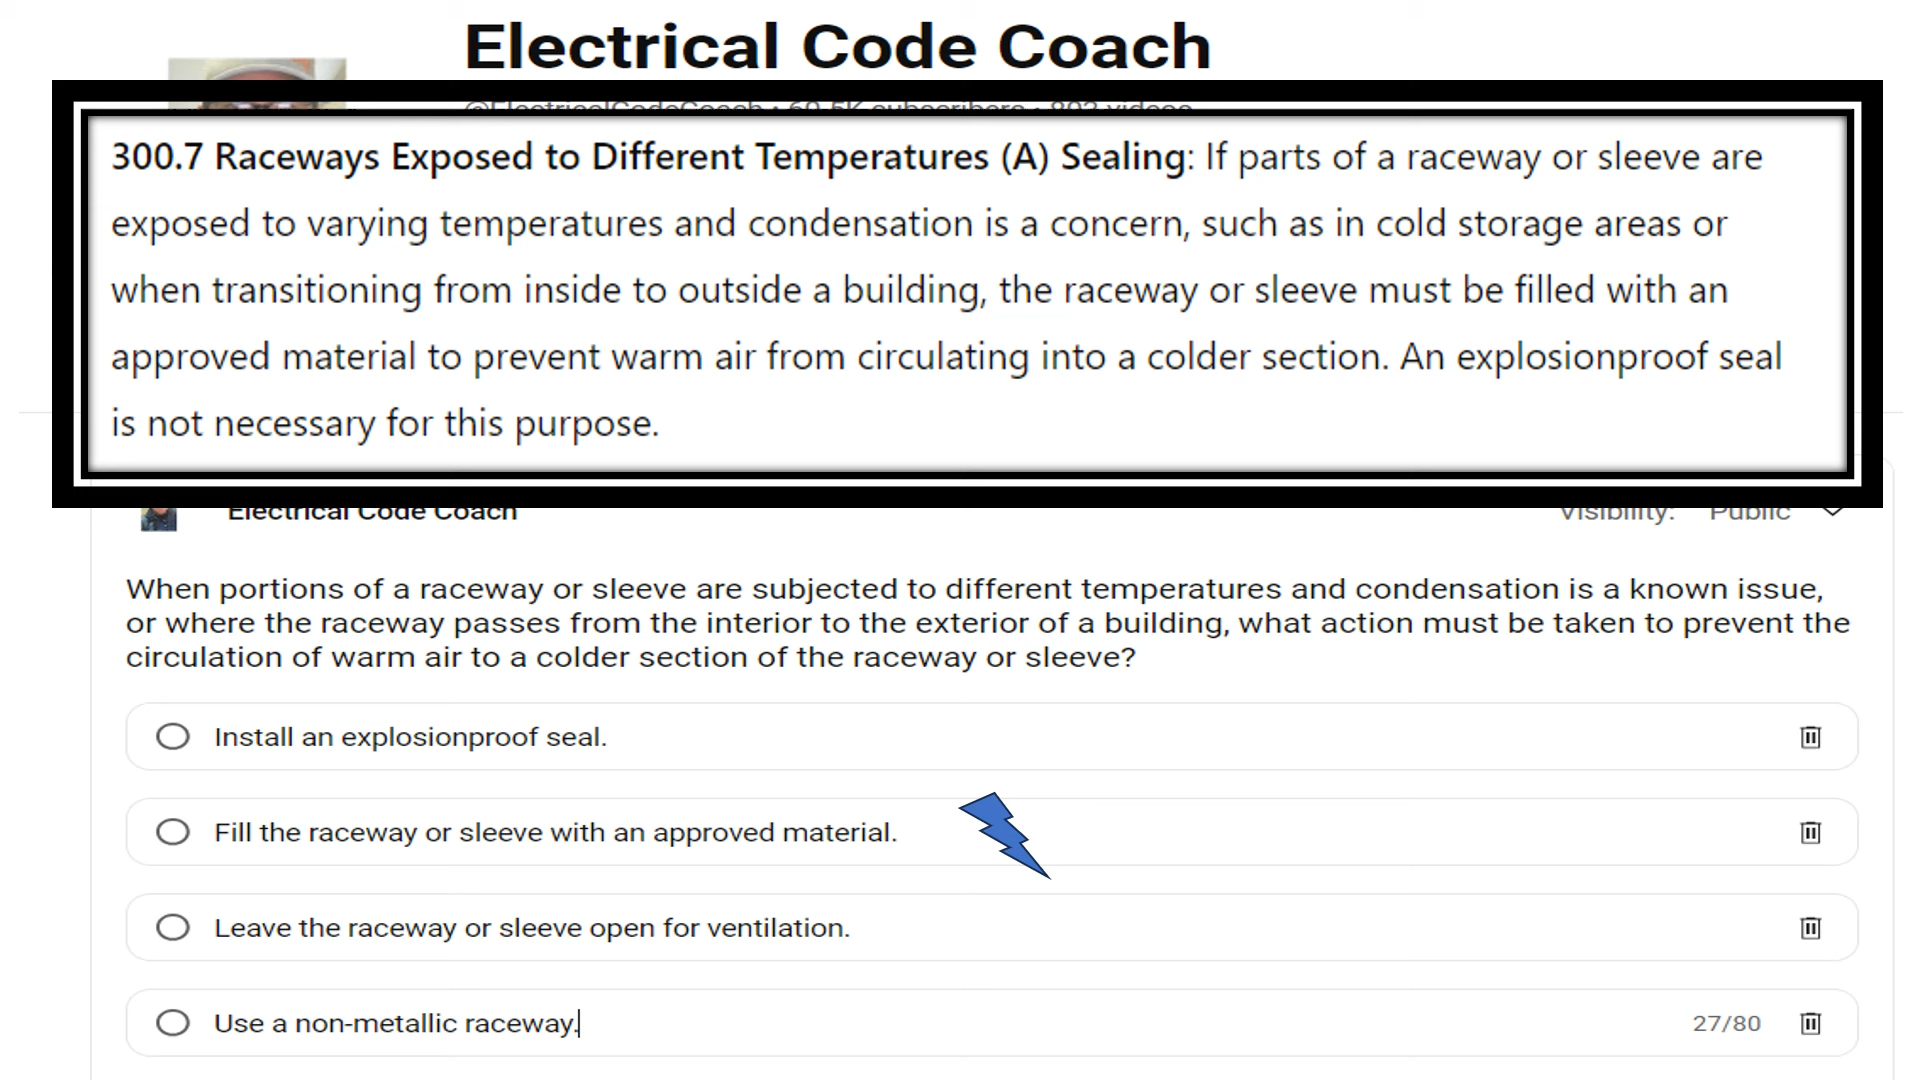 Electrical Code Coach
@ElectricalCodeCoach • 60.5K subscribers • 893 videos
300.7 Raceways Exposed to Different Temperatures (A) Sealing: If parts of a raceway or sleeve are
exposed to varying temperatures and condensation is a concern, such as in cold storage areas or
when transitioning from inside to outside a building, the raceway or sleeve must be filled with an
approved material to prevent warm air from circulating into a colder section. An explosionproof seal
is not necessary for this purpose.
Electrical Code Coach
Visibility: Public
When portions of a raceway or sleeve are subjected to different temperatures and condensation is a known issue,
or where the raceway passes from the interior to the exterior of a building, what action must be taken to prevent the
circulation of warm air to a colder section of the raceway or sleeve?
Install an explosionproof seal.
Fill the raceway or sleeve with an approved material.
Leave the raceway or sleeve open for ventilation.
Use a non-metallic raceway.
27/80